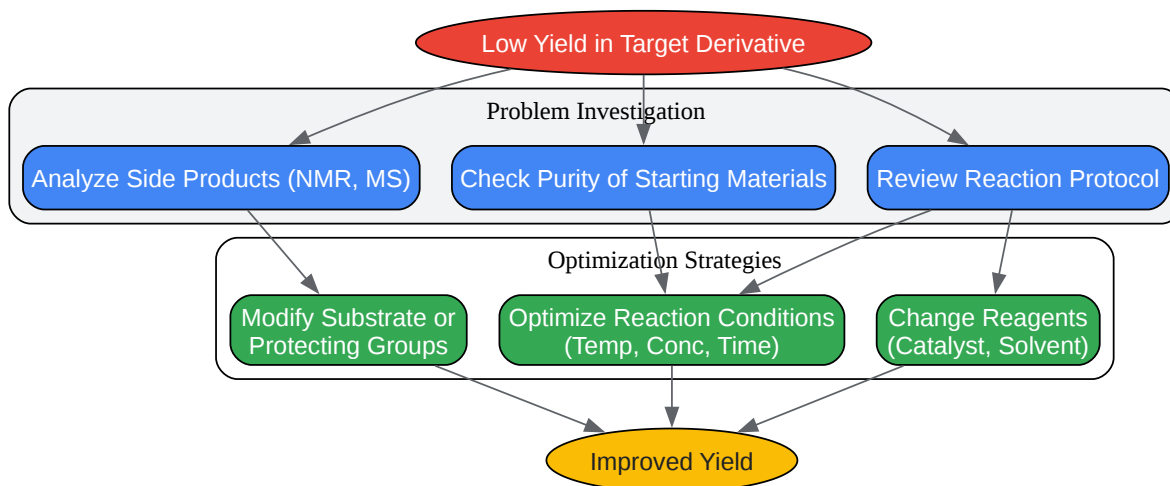 Low Yield in Target Derivative
Problem Investigation
Analyze Side Products (NMR, MS)
Check Purity of Starting Materials
Review Reaction Protocol
Optimization Strategies
Modify Substrate or
Protecting Groups
Optimize Reaction Conditions
(Temp, Conc, Time)
Change Reagents
(Catalyst, Solvent)
Improved Yield